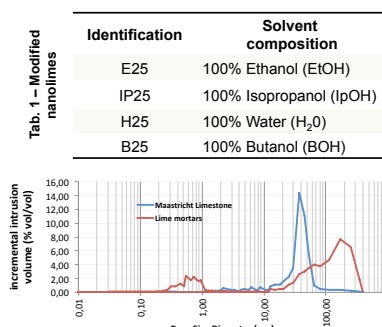 Tab. 1 – Modified
nanolimes
Identification
Solvent
composition
E25 100% Ethanol (EtOH)
IP25 100% Isopropanol (IpOH)
H25 100% Water (H₂0)
B25 100% Butanol (BOH)
incremental intrusion
volume (% vol/vol)
16,00
14,00
12,00
10,00
8,00
6,00
4,00
2,00
0,00
Maastricht Limestone
Lime mortars
0,01 0,10 1,00 10,00 100,00